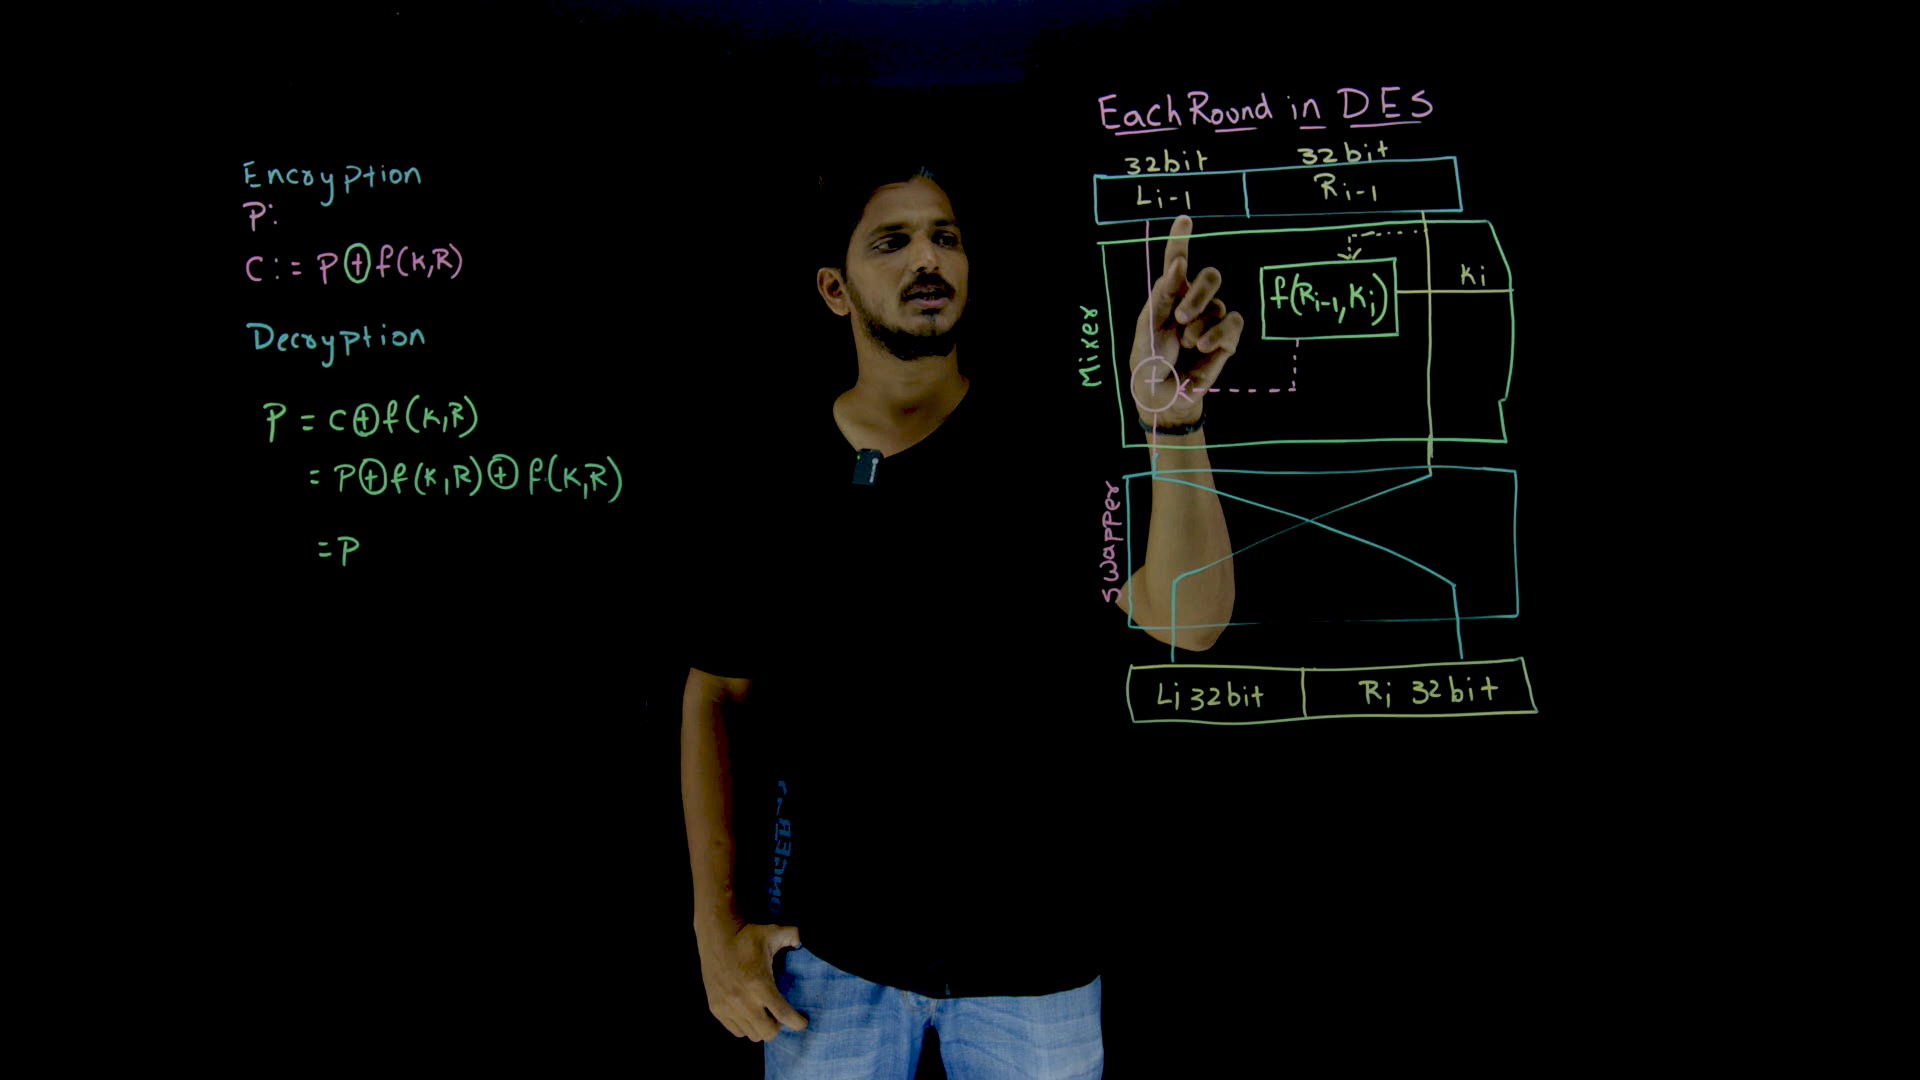 Encryption
P:
C:= P⊕f(K,R)
Decryption
P = C⊕f(K,R)
= P⊕f(K,R)⊕f(K,R)
= P
Each Round in DES
32bit 32bit
Li-1 Ri-1
f(Ri-1,Ki) Ki
Mixer
Swapper
Li 32bit Ri 32bit